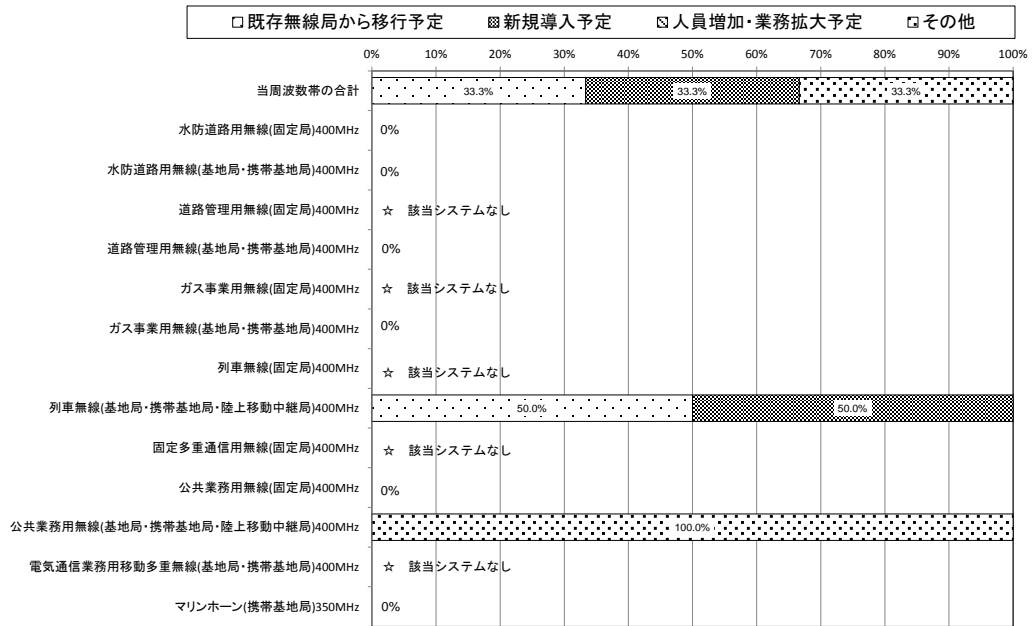 既存無線局から移行予定 新規導入予定 人員増加・業務拡大予定 その他
0% 10% 20% 30% 40% 50% 60% 70% 80% 90% 100%
当周波数帯の合計 33.3% 33.3% 33.3%
水防道路用無線(固定局)400MHz 0%
水防道路用無線(基地局・携帯基地局)400MHz 0%
道路管理用無線(固定局)400MHz ☆ 該当システムなし
道路管理用無線(基地局・携帯基地局)400MHz 0%
ガス事業用無線(固定局)400MHz ☆ 該当システムなし
ガス事業用無線(基地局・携帯基地局)400MHz 0%
列車無線(固定局)400MHz ☆ 該当システムなし
列車無線(基地局・携帯基地局・陸上移動中継局)400MHz 50.0% 50.0%
固定多重通信用無線(固定局)400MHz ☆ 該当システムなし
公共業務用無線(固定局)400MHz 0%
公共業務用無線(基地局・携帯基地局・陸上移動中継局)400MHz 100.0%
電気通信業務用移動多重無線(基地局・携帯基地局)400MHz ☆ 該当システムなし
マリンホーン(携帯基地局)350MHz 0%